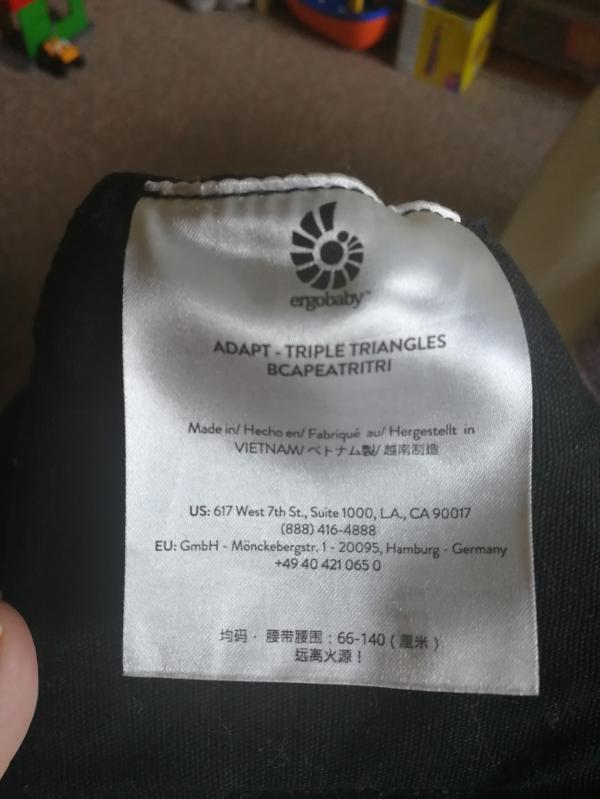 ergobaby™
ADAPT - TRIPLE TRIANGLES
BCAPEATRITRI
Made in/ Hecho en/ Fabriqué au/ Hergestellt in
VIETNAM/ ベトナム製/ 越南制造
US: 617 West 7th St., Suite 1000, L.A., CA 90017
(888) 416-4888
EU: GmbH - Mönckebergstr. 1 - 20095, Hamburg - Germany
+49 40 421 065 0
均码 · 腰带腰围：66-140 ( 厘米 )
远离火源！